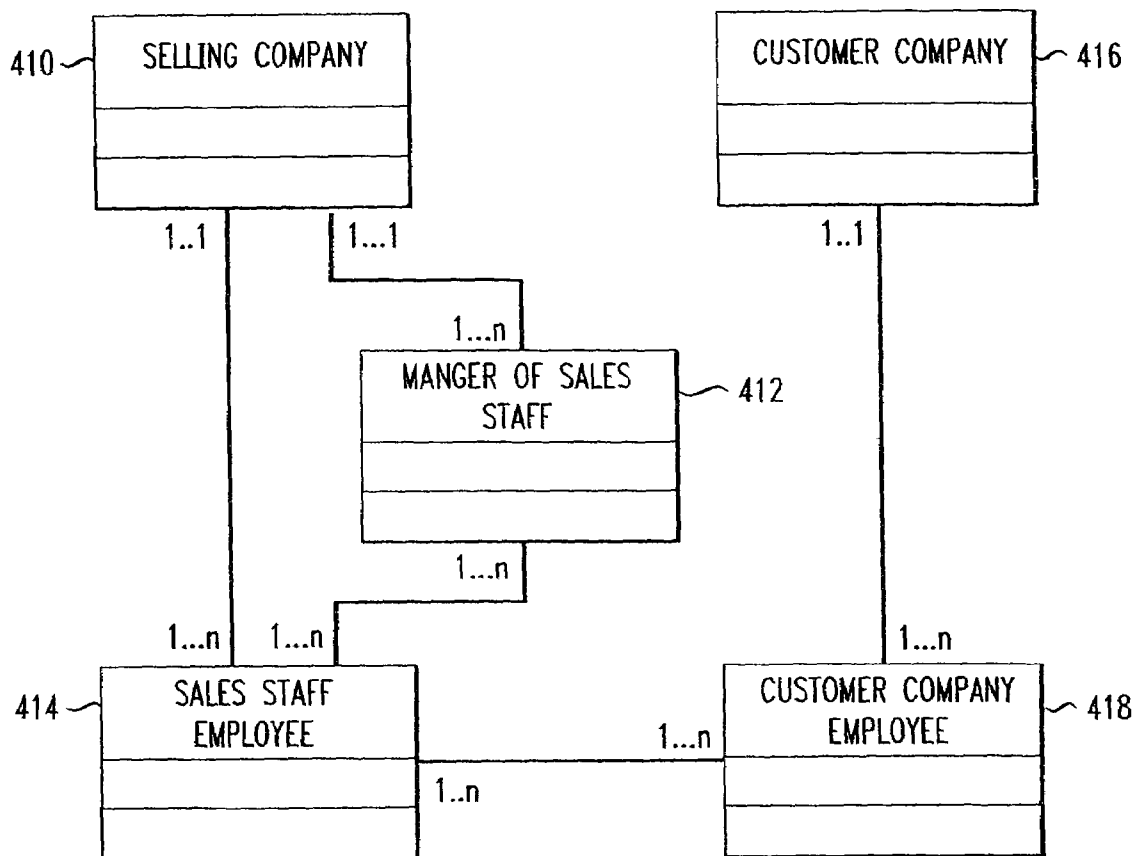 410
SELLING COMPANY
CUSTOMER COMPANY
416
1..1
1...1
1..1
1...n
MANGER OF SALES
STAFF
412
1...n
1...n
1...n
1...n
414
SALES STAFF
EMPLOYEE
CUSTOMER COMPANY
EMPLOYEE
418
1...n
1..n